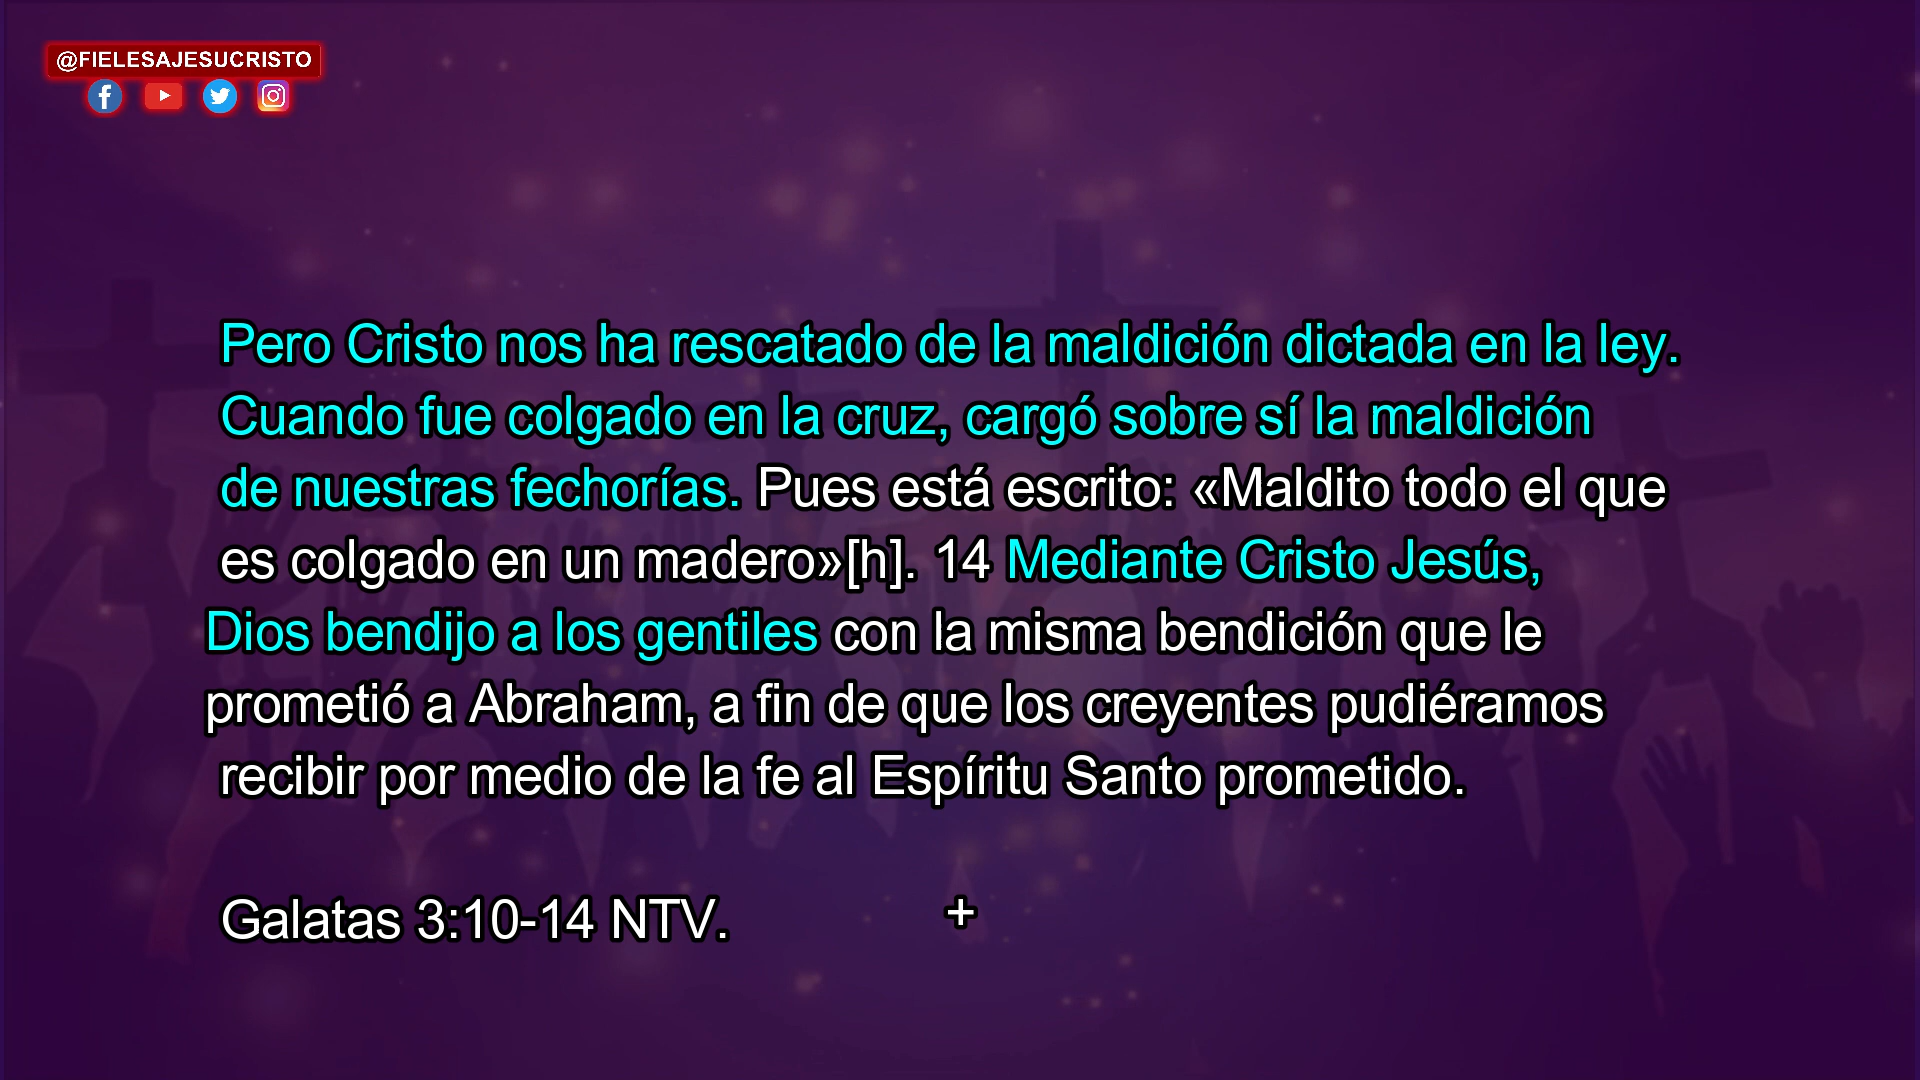 @FIELESAJESUCRISTO
Pero Cristo nos ha rescatado de la maldición dictada en la ley.
Cuando fue colgado en la cruz, cargó sobre sí la maldición
de nuestras fechorías. Pues está escrito: «Maldito todo el que
es colgado en un madero»[h]. 14 Mediante Cristo Jesús,
Dios bendijo a los gentiles con la misma bendición que le
prometió a Abraham, a fin de que los creyentes pudiéramos
recibir por medio de la fe al Espíritu Santo prometido.
Galatas 3:10-14 NTV. +